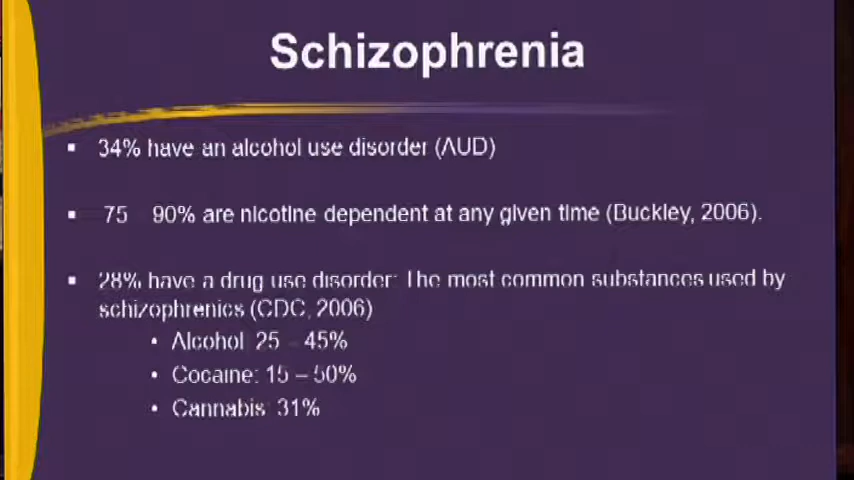 Schizophrenia
▪ 34% have an alcohol use disorder (AUD)
▪ 75 – 90% are nicotine dependent at any given time (Buckley, 2006).
▪ 28% have a drug use disorder: The most common substances used by
schizophrenics (CDC, 2006)
• Alcohol: 25 – 45%
• Cocaine: 15 – 50%
• Cannabis: 31%